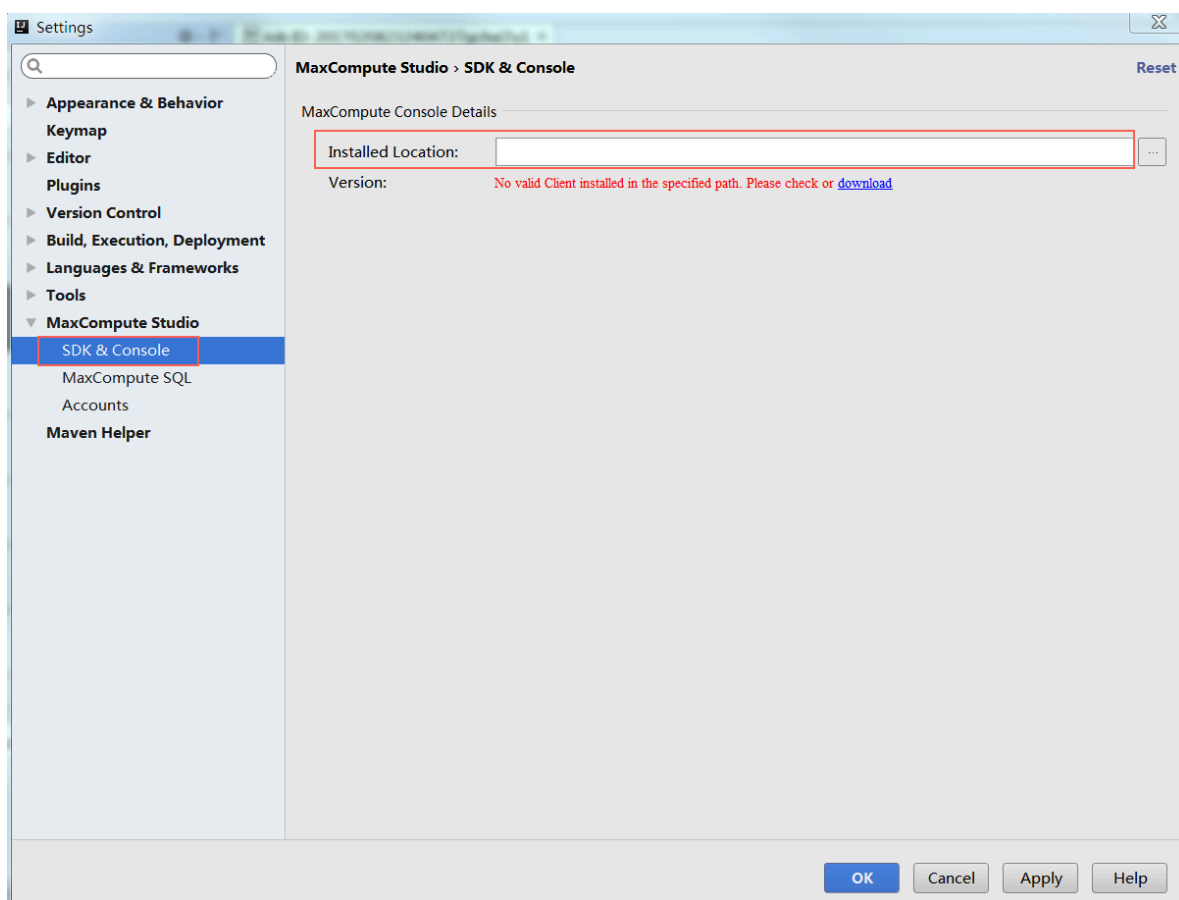 Settings
MaxCompute Studio › SDK & Console
Reset
Appearance & Behavior
Keymap
Editor
Plugins
Version Control
Build, Execution, Deployment
Languages & Frameworks
Tools
MaxCompute Studio
SDK & Console
MaxCompute SQL
Accounts
Maven Helper
MaxCompute Console Details
Installed Location:
...
Version: No valid Client installed in the specified path. Please check or download
OK Cancel Apply Help